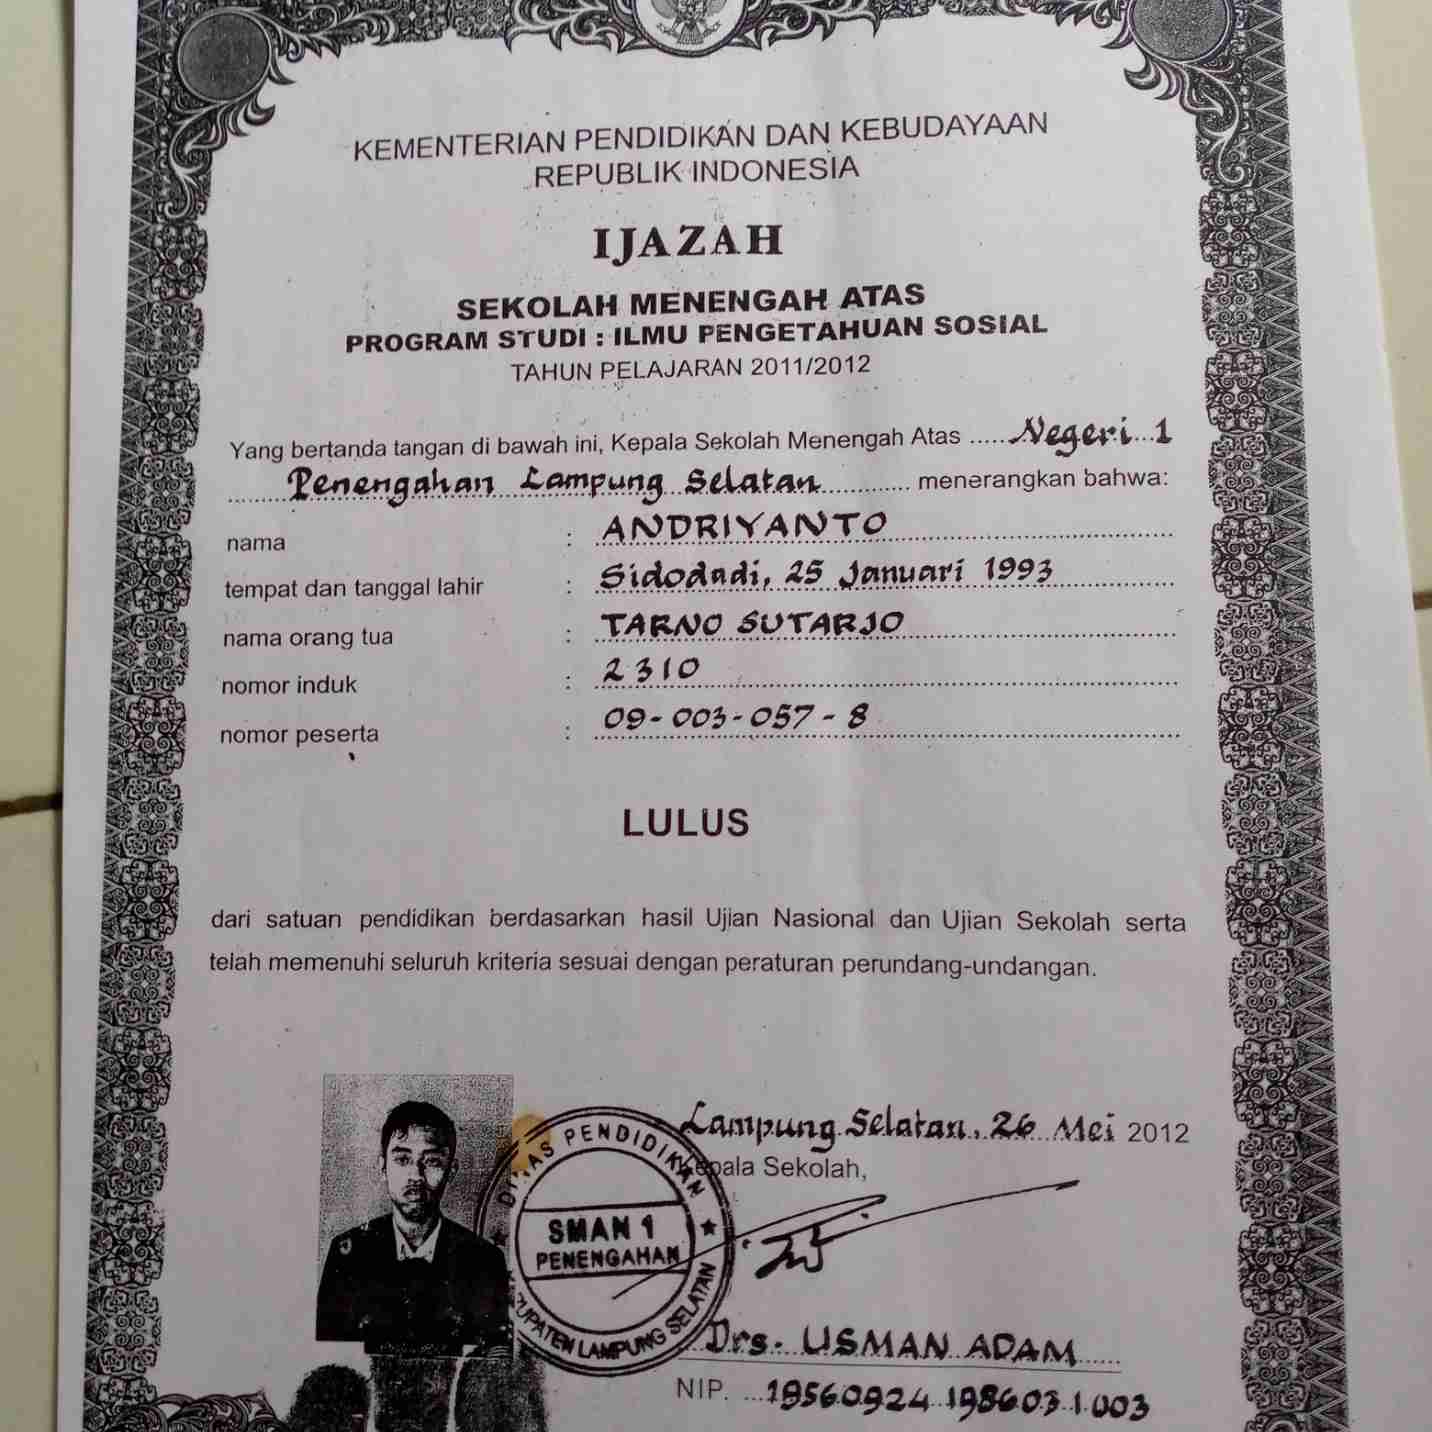 KEMENTERIAN PENDIDIKAN DAN KEBUDAYAAN
REPUBLIK INDONESIA
IJAZAH
SEKOLAH MENENGAH ATAS
PROGRAM STUDI : ILMU PENGETAHUAN SOSIAL
TAHUN PELAJARAN 2011/2012
Yang bertanda tangan di bawah ini, Kepala Sekolah Menengah Atas ..... Negeri 1
Penengahan Lampung Selatan ........... menerangkan bahwa:
nama : ANDRIYANTO
tempat dan tanggal lahir : Sidodadi, 25 Januari 1993
nama orang tua : TARNO SUTARJO
nomor induk : 2310
nomor peserta : 09-003-057-8
LULUS
dari satuan pendidikan berdasarkan hasil Ujian Nasional dan Ujian Sekolah serta
telah memenuhi seluruh kriteria sesuai dengan peraturan perundang-undangan.
Lampung Selatan, 26 Mei 2012
Kepala Sekolah,
DINAS PENDIDIKAN
SMAN 1
PENENGAHAN
KABUPATEN LAMPUNG SELATAN
Drs. USMAN ADAM
NIP. ...19560924 198603 1 003